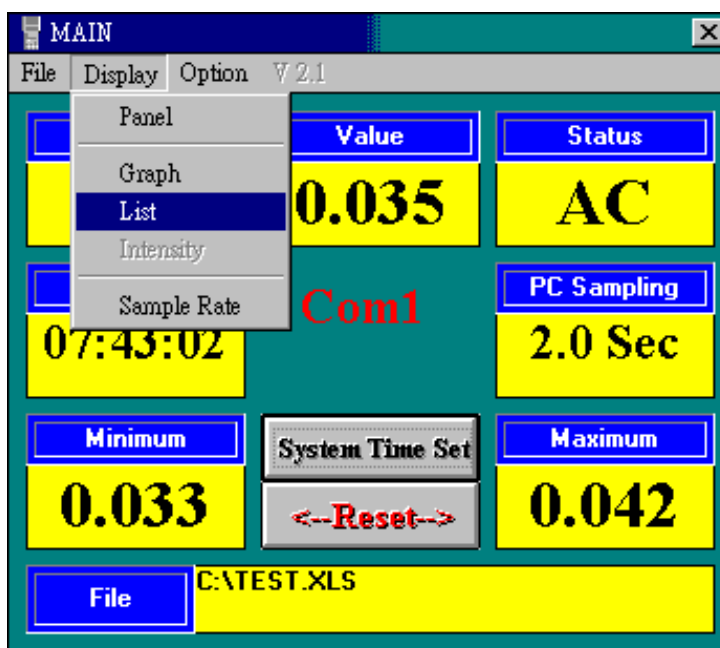 MAIN
File Display Option V 2.1
Panel
Graph
List
Intensity
Sample Rate
Value
0.035
Status
AC
Com1
07:43:02
PC Sampling
2.0 Sec
Minimum
0.033
System Time Set
<--Reset-->
Maximum
0.042
File
C:\TEST.XLS